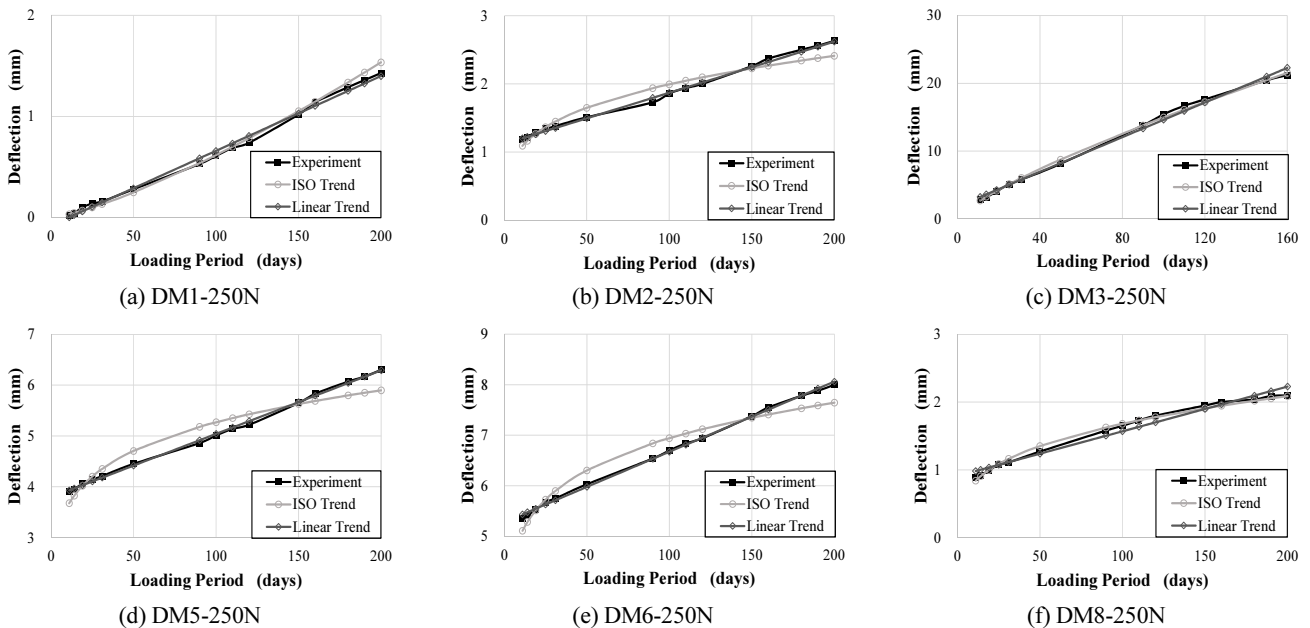 2
1
0
Deflection (mm)
0 50 100 150 200
Loading Period (days)
Experiment
ISO Trend
Linear Trend
(a) DM1-250N
3
2
1
0
Deflection (mm)
0 50 100 150 200
Loading Period (days)
Experiment
ISO Trend
Linear Trend
(b) DM2-250N
30
20
10
0
Deflection (mm)
0 40 80 120 160
Loading Period (days)
Experiment
ISO Trend
Linear Trend
(c) DM3-250N
7
6
5
4
3
Deflection (mm)
0 50 100 150 200
Loading Period (days)
Experiment
ISO Trend
Linear Trend
(d) DM5-250N
9
8
7
6
5
Deflection (mm)
0 50 100 150 200
Loading Period (days)
Experiment
ISO Trend
Linear Trend
(e) DM6-250N
3
2
1
0
Deflection (mm)
0 50 100 150 200
Loading Period (days)
Experiment
ISO Trend
Linear Trend
(f) DM8-250N